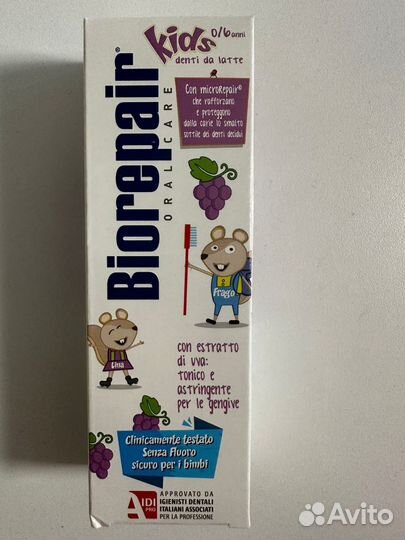 Biorepair®
ORAL CARE
Kids 0/6 anni
denti da latte
Con microRepair®
che rafforzano
e proteggono
dalla carie lo smalto
sottile dei denti decidui
Frago
Lina
con estratto
di uva:
tonico e
astringente
per le gengive
Clinicamente testato
Senza Fluoro
sicuro per i bimbi
AIDI
PRO
APPROVATO DA
IGIENISTI DENTALI
ITALIANI ASSOCIATI
PER LA PROFESSIONE
Avito